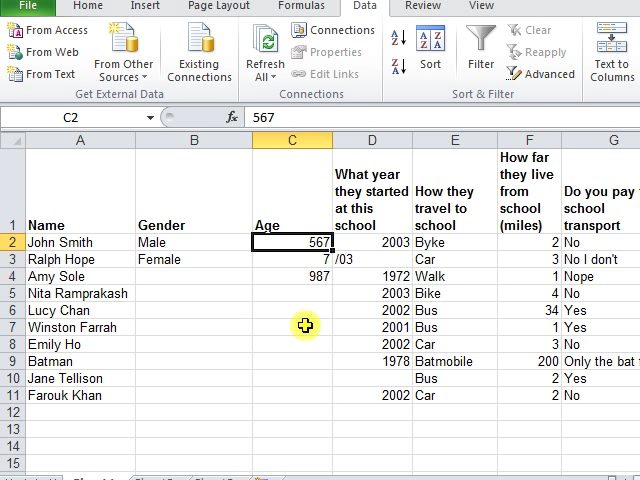 File Home Insert Page Layout Formulas Data Review View
From Access
From Web
From Text
From Other Sources
Existing Connections
Refresh All
Connections
Properties
Edit Links
Sort
Filter
Clear
Reapply
Advanced
Text to Columns
Get External Data Connections Sort & Filter
C2 fx 567
A B C D E F G
1 Name Gender Age What year they started at this school How they travel to school How far they live from school (miles) Do you pay school transport
2 John Smith Male 567 2003 Byke 2 No
3 Ralph Hope Female 7 /03 Car 3 No I don't
4 Amy Sole 987 1972 Walk 1 Nope
5 Nita Ramprakash 2003 Bike 4 No
6 Lucy Chan 2002 Bus 34 Yes
7 Winston Farrah 2001 Bus 1 Yes
8 Emily Ho 2002 Car 3 No
9 Batman 1978 Batmobile 200 Only the bat
10 Jane Tellison Bus 2 Yes
11 Farouk Khan 2002 Car 2 No
12
13
14
15